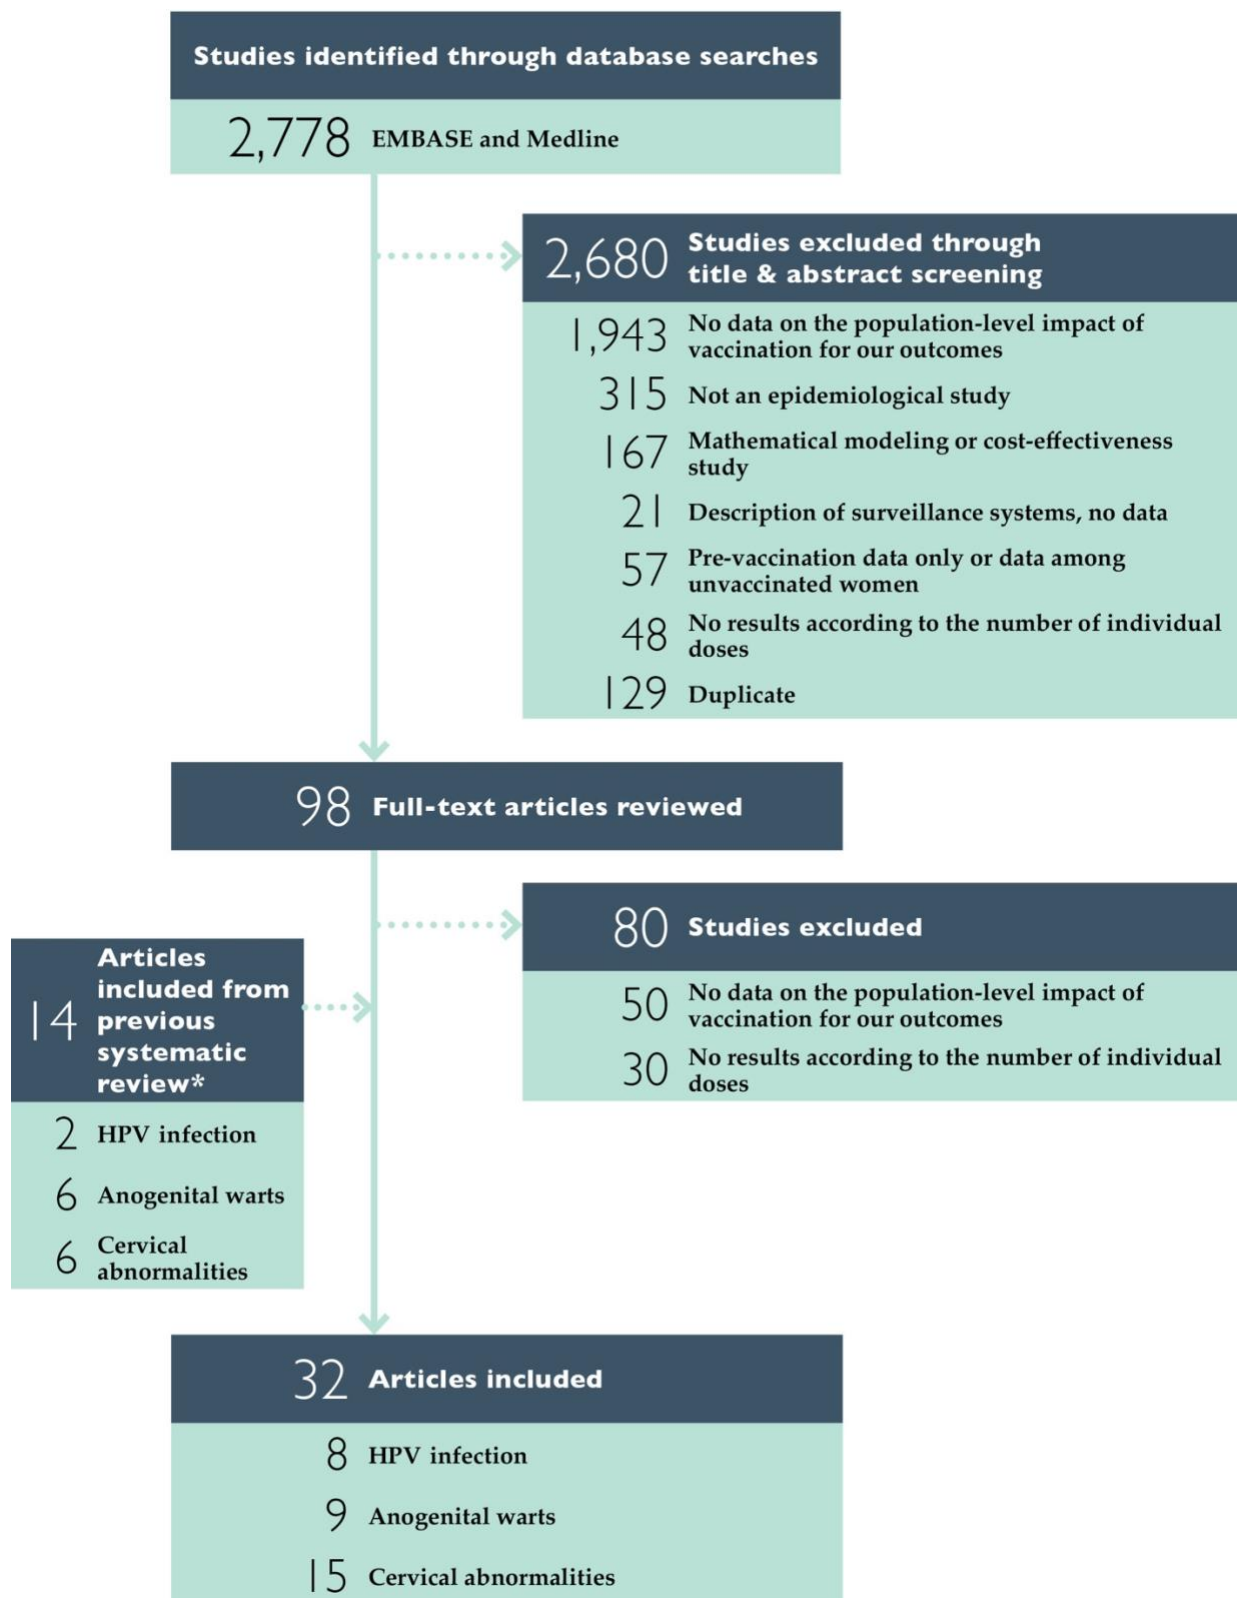 Studies identified through database searches
2,778 EMBASE and Medline
2,680 Studies excluded through
title & abstract screening
1,943 No data on the population-level impact of
vaccination for our outcomes
315 Not an epidemiological study
167 Mathematical modeling or cost-effectiveness
study
21 Description of surveillance systems, no data
57 Pre-vaccination data only or data among
unvaccinated women
48 No results according to the number of individual
doses
129 Duplicate
98 Full-text articles reviewed
80 Studies excluded
50 No data on the population-level impact of
vaccination for our outcomes
30 No results according to the number of individual
doses
14 Articles
included from
previous
systematic
review*
2 HPV infection
6 Anogenital warts
6 Cervical
abnormalities
32 Articles included
8 HPV infection
9 Anogenital warts
15 Cervical abnormalities